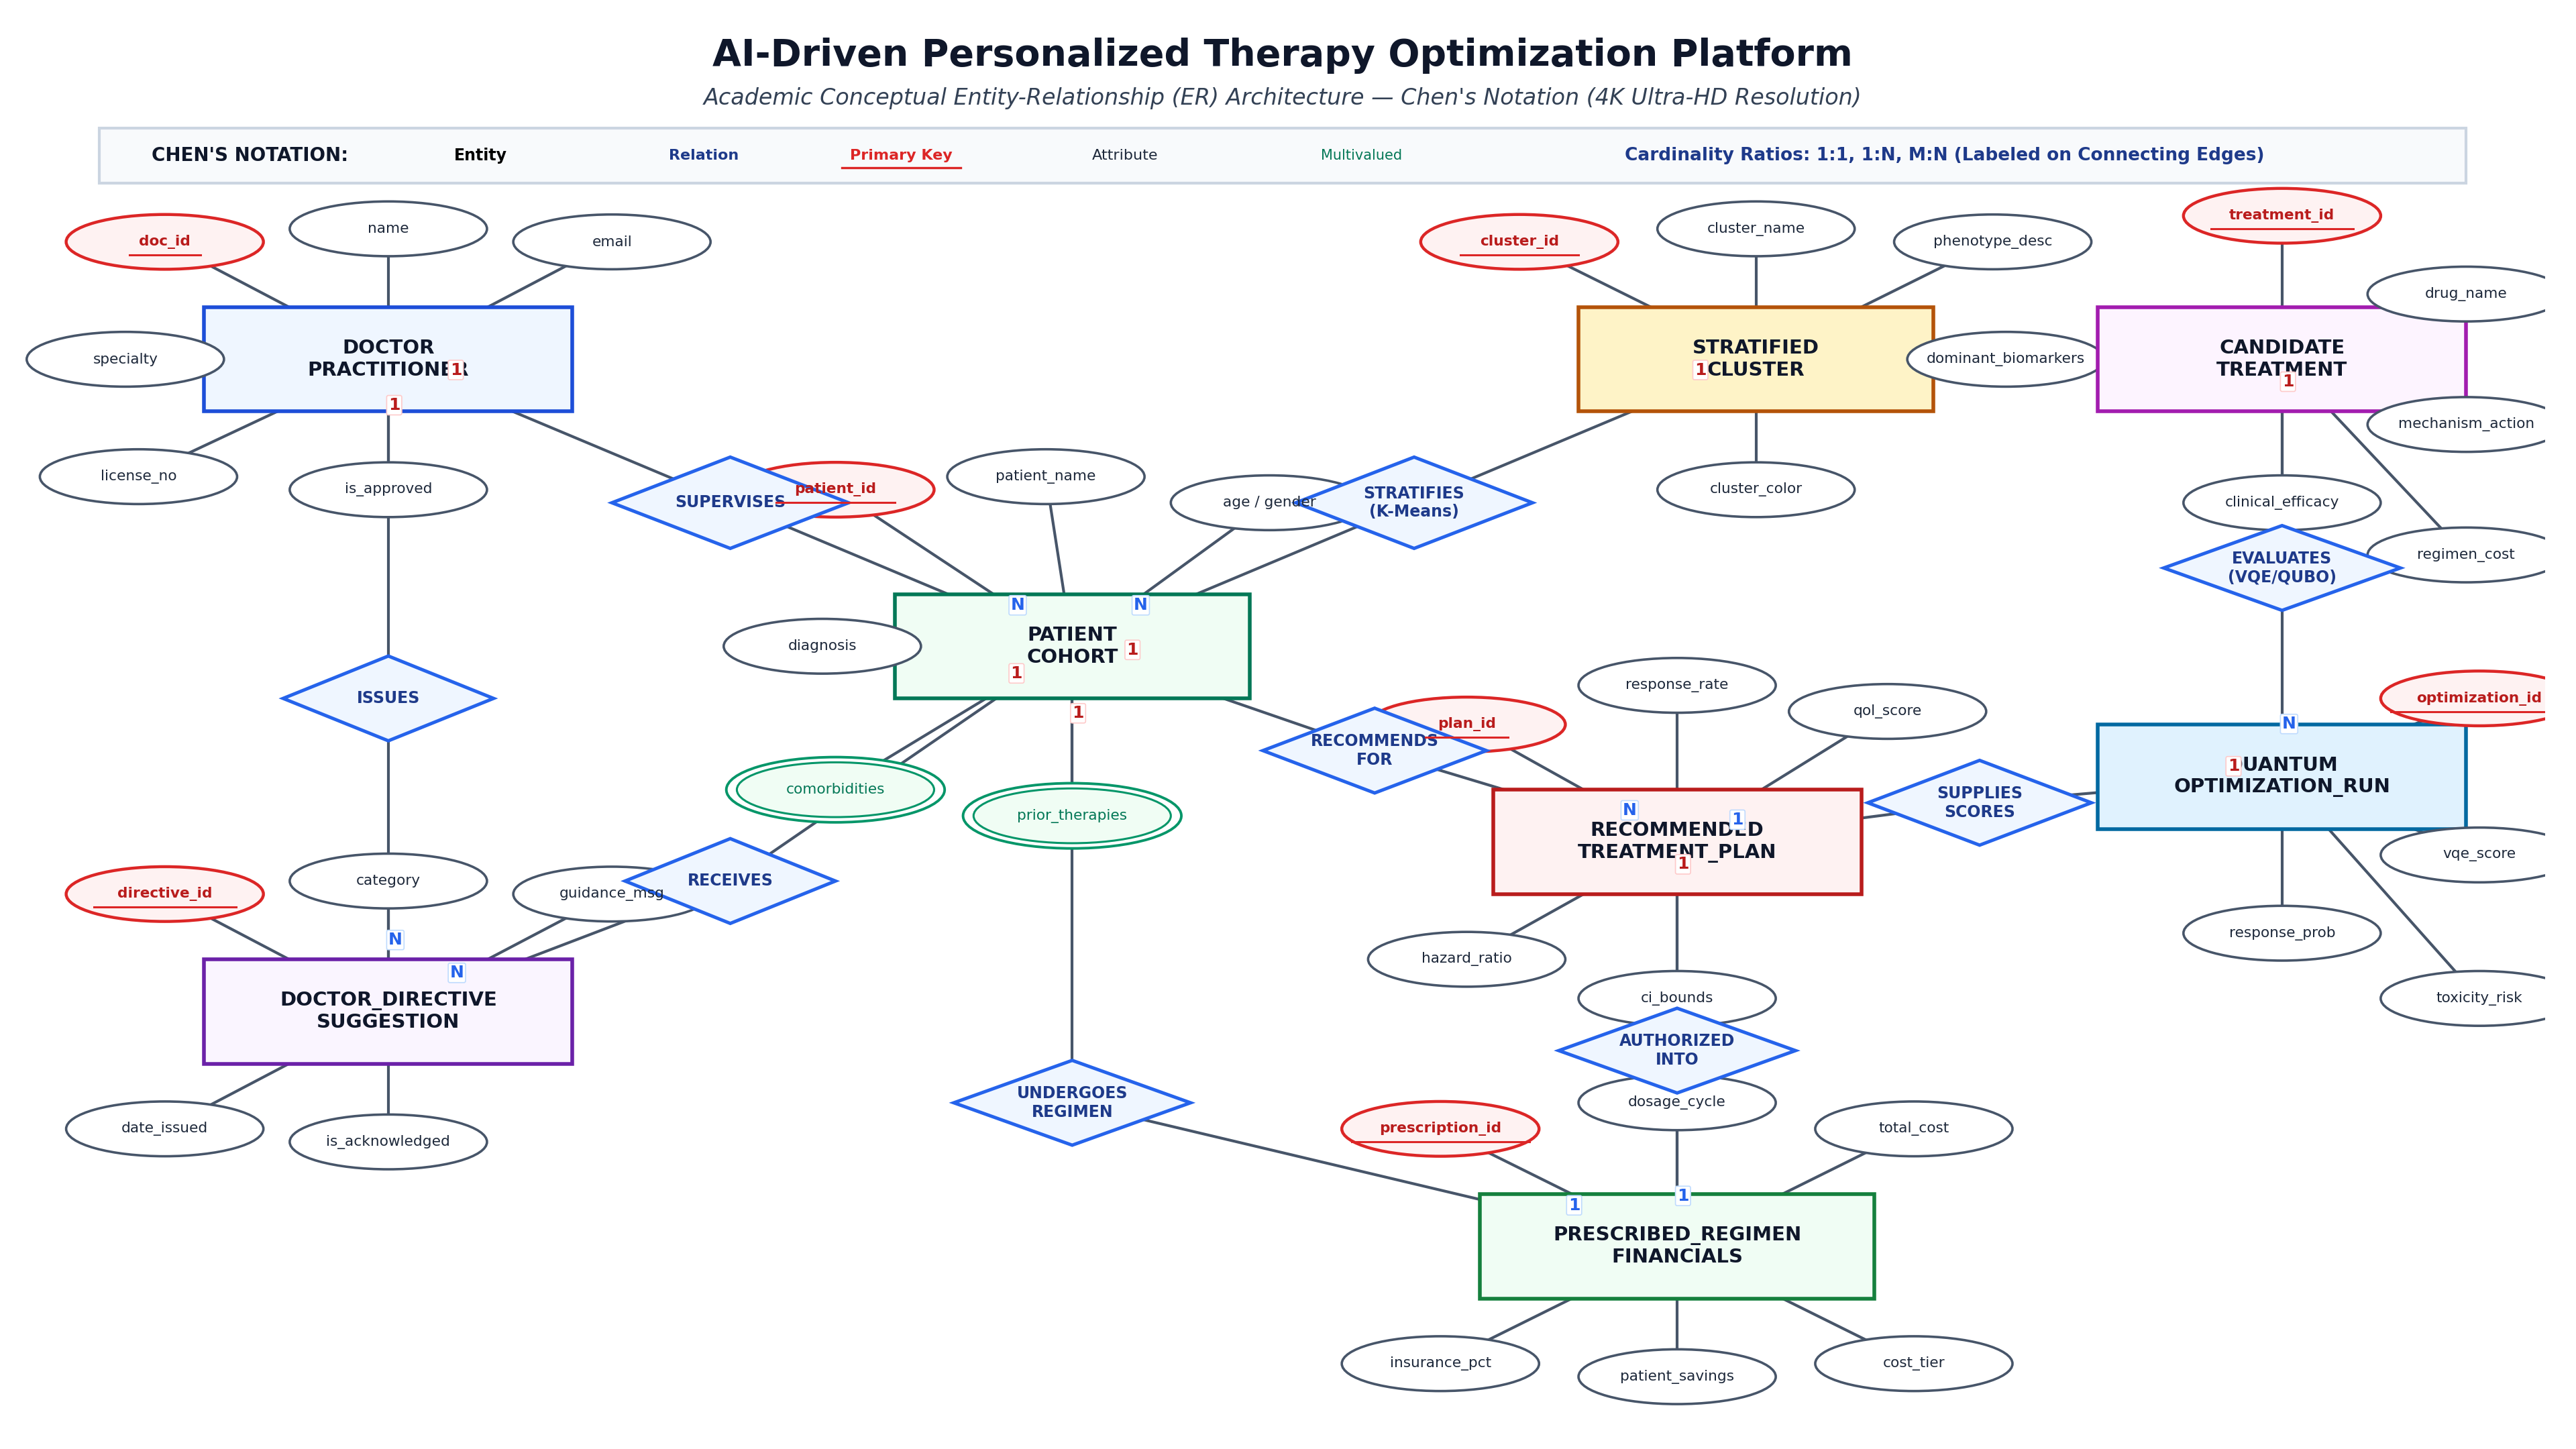 AI-Driven Personalized Therapy Optimization Platform
Academic Conceptual Entity-Relationship (ER) Architecture — Chen's Notation (4K Ultra-HD Resolution)
CHEN'S NOTATION:
Entity
Relation
Primary Key
Attribute
Multivalued
Cardinality Ratios: 1:1, 1:N, M:N (Labeled on Connecting Edges)
doc_id
name
email
cluster_id
cluster_name
phenotype_desc
treatment_id
drug_name
specialty
DOCTOR
PRACTITIONER
1
1
STRATIFIED
CLUSTER
1
dominant_biomarkers
CANDIDATE
TREATMENT
1
mechanism_action
license_no
is_approved
SUPERVISES
patient_id
patient_name
age / gender
STRATIFIES
(K-Means)
cluster_color
clinical_efficacy
EVALUATES
(VQE/QUBO)
regimen_cost
N
N
diagnosis
PATIENT
COHORT
1
1
1
ISSUES
response_rate
qol_score
plan_id
RECOMMENDS
FOR
optimization_id
N
1
QUANTUM
OPTIMIZATION_RUN
comorbidities
prior_therapies
N
1
RECOMMENDED
TREATMENT_PLAN
1
SUPPLIES
SCORES
vqe_score
directive_id
category
guidance_msg
RECEIVES
response_prob
N
N
hazard_ratio
ci_bounds
toxicity_risk
DOCTOR_DIRECTIVE
SUGGESTION
AUTHORIZED
INTO
UNDERGOES
REGIMEN
dosage_cycle
date_issued
is_acknowledged
prescription_id
total_cost
1
1
PRESCRIBED_REGIMEN
FINANCIALS
insurance_pct
patient_savings
cost_tier